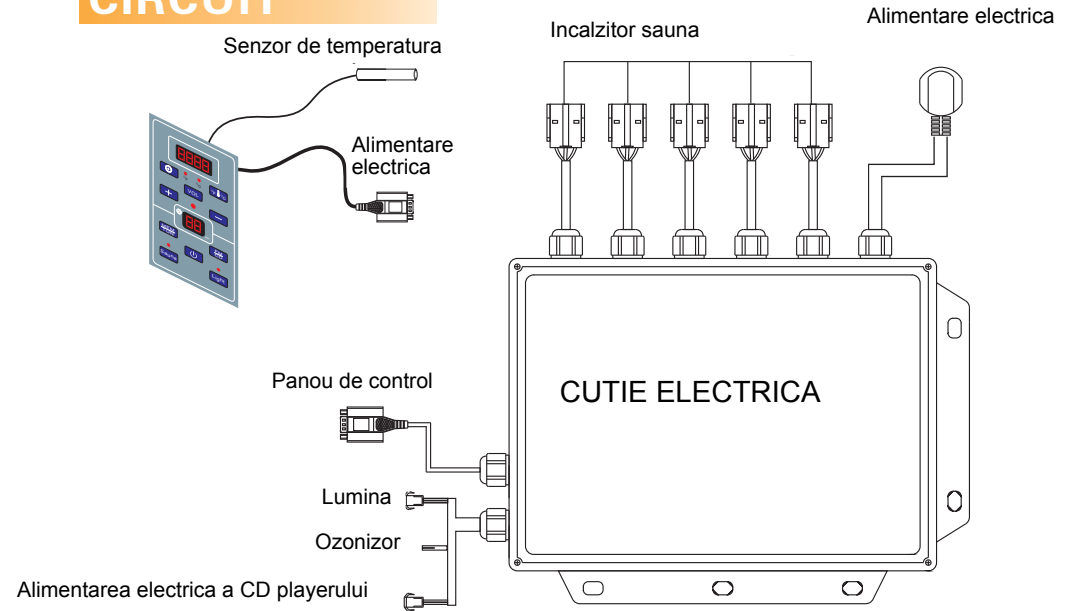 CIRCUIT
Alimentare electrica
Incalzitor sauna
Senzor de temperatura
Alimentare
electrica
Panou de control
CUTIE ELECTRICA
Lumina
Ozonizor
Alimentarea electrica a CD playerului